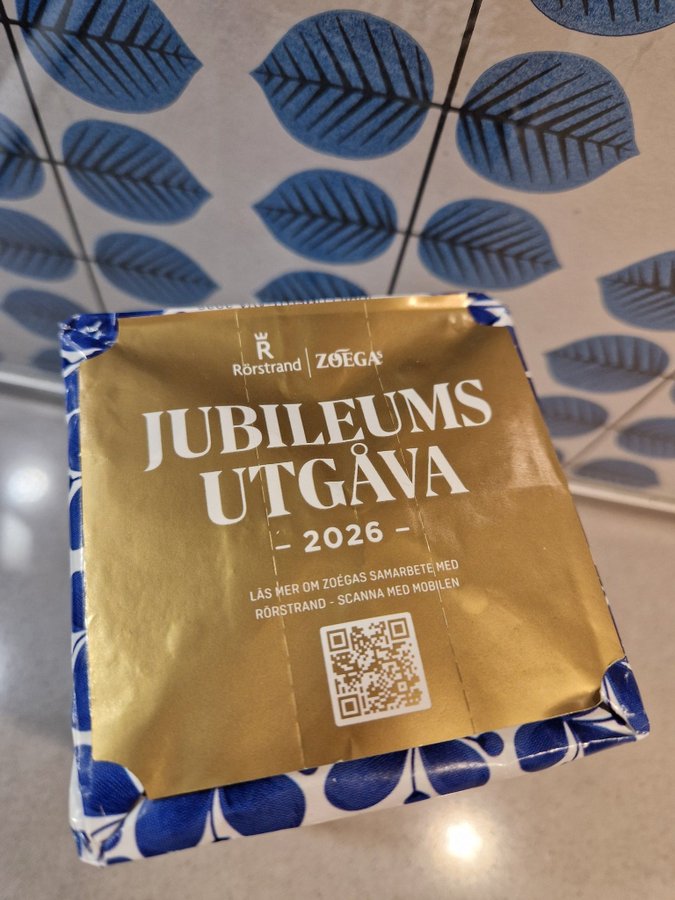 R
Rörstrand | ZOÉGAS
JUBILEUMS
UTGÅVA
– 2026 –
LÄS MER OM ZOÉGAS SAMARBETE MED
RÖRSTRAND - SCANNA MED MOBILEN